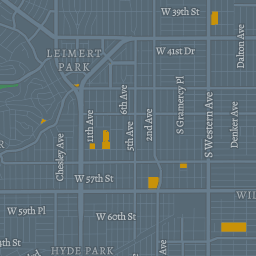 W 39th St
Dalton Ave
LEIMERT
PARK
W 41st Dr
6th Ave
11th Ave
5th Ave
2nd Ave
S Gramercy Pl
S Western Ave
Denker Ave
Chesley Ave
W 57th St
W 59th Pl
W 60th St
HYDE PARK
Ave